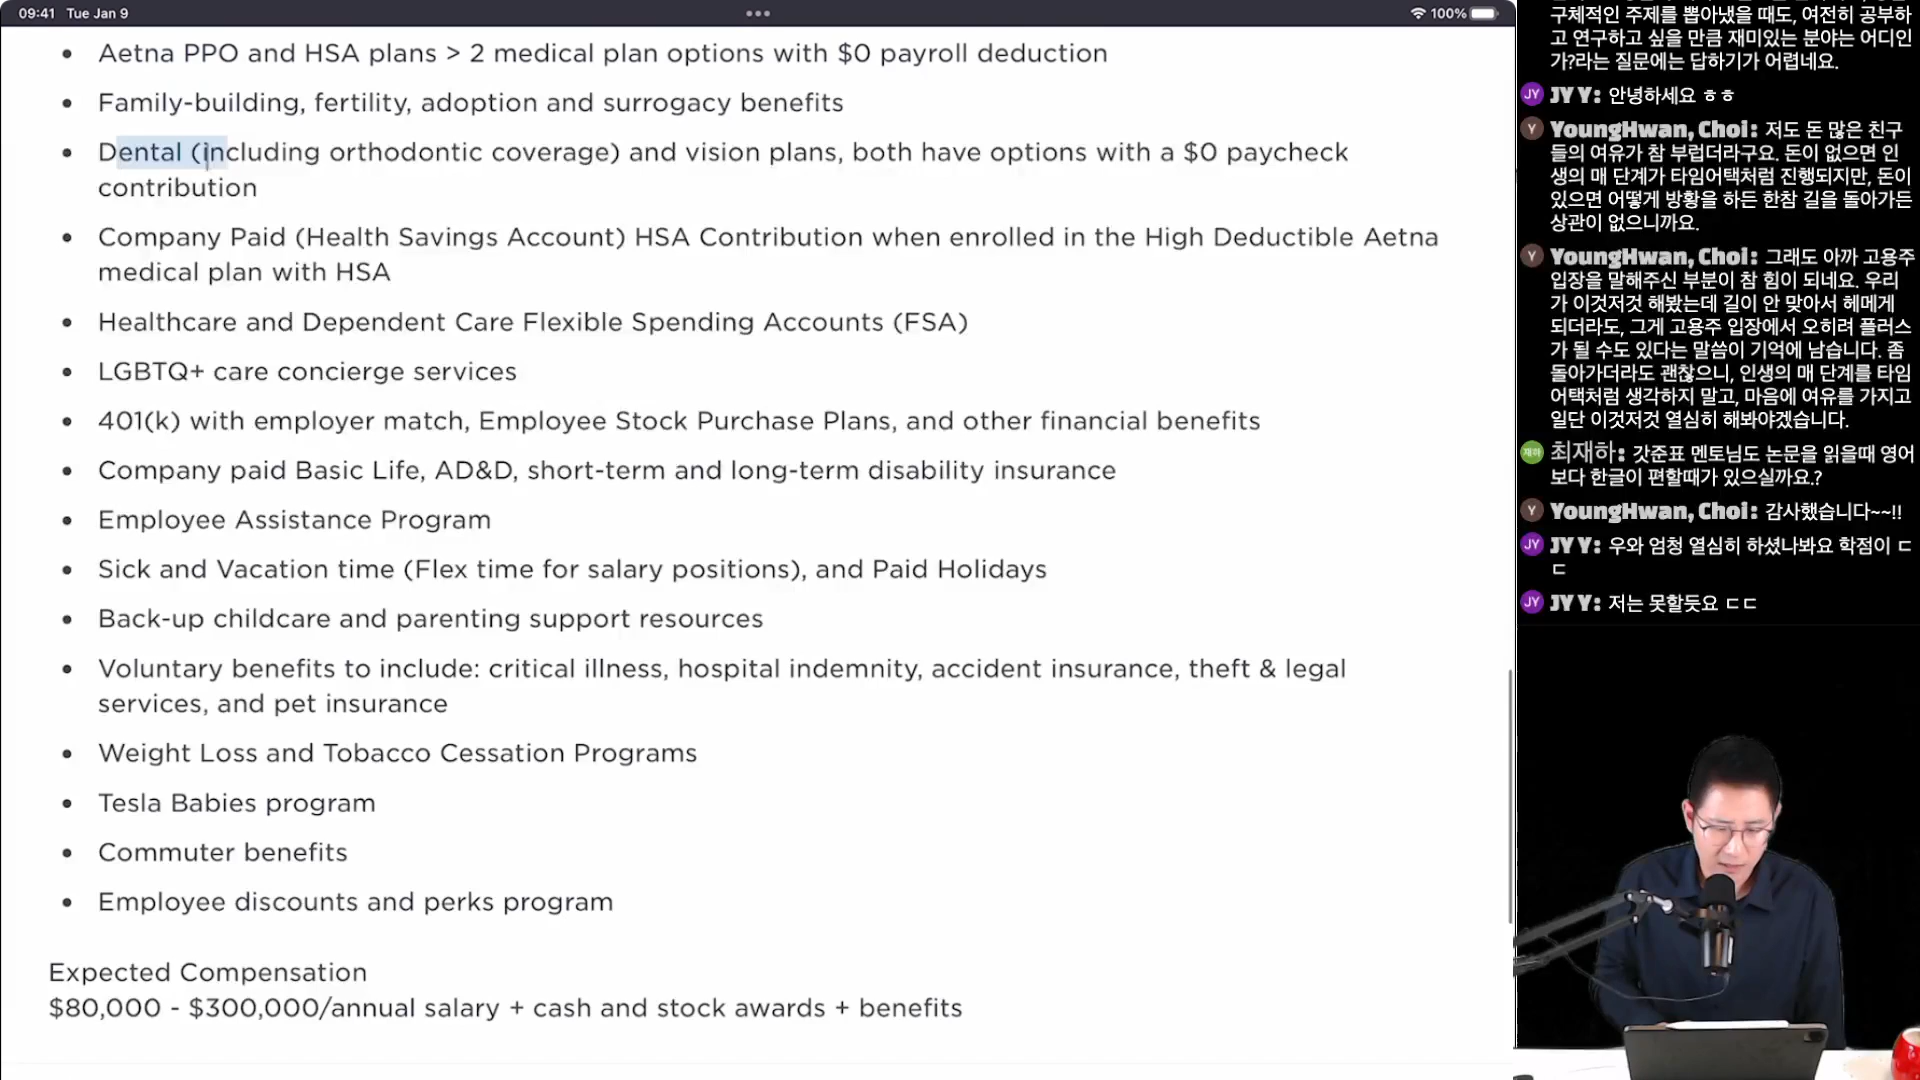 09:41 Tue Jan 9
100%
Aetna PPO and HSA plans > 2 medical plan options with $0 payroll deduction
Family-building, fertility, adoption and surrogacy benefits
Dental (including orthodontic coverage) and vision plans, both have options with a $0 paycheck
contribution
Company Paid (Health Savings Account) HSA Contribution when enrolled in the High Deductible Aetna
medical plan with HSA
Healthcare and Dependent Care Flexible Spending Accounts (FSA)
LGBTQ+ care concierge services
401(k) with employer match, Employee Stock Purchase Plans, and other financial benefits
Company paid Basic Life, AD&D, short-term and long-term disability insurance
Employee Assistance Program
Sick and Vacation time (Flex time for salary positions), and Paid Holidays
Back-up childcare and parenting support resources
Voluntary benefits to include: critical illness, hospital indemnity, accident insurance, theft & legal
services, and pet insurance
Weight Loss and Tobacco Cessation Programs
Tesla Babies program
Commuter benefits
Employee discounts and perks program
Expected Compensation
$80,000 - $300,000/annual salary + cash and stock awards + benefits
구체적인 주제를 뽑아냈을 때도, 여전히 공부하
고 연구하고 싶을 만큼 재미있는 분야는 어디인
가?라는 질문에는 답하기가 어렵네요.
JY JY Y: 안녕하세요 ㅎㅎ
Y YoungHwan, Choi: 저도 돈 많은 친구
들의 여유가 참 부럽더라구요. 돈이 없으면 인
생의 매 단계가 타임어택처럼 진행되지만, 돈이
있으면 어떻게 방황을 하든 한참 길을 돌아가든
상관이 없으니까요.
Y YoungHwan, Choi: 그래도 아까 고용주
입장을 말해주신 부분이 참 힘이 되네요. 우리
가 이것저것 해봤는데 길이 안 맞아서 헤메게
되더라도, 그게 고용주 입장에서 오히려 플러스
가 될 수도 있다는 말씀이 기억에 남습니다. 좀
돌아가더라도 괜찮으니, 인생의 매 단계를 타임
어택처럼 생각하지 말고, 마음에 여유를 가지고
일단 이것저것 열심히 해봐야겠습니다.
재하 최재하: 갓준표 멘토님도 논문을 읽을때 영어
보다 한글이 편할때가 있으실까요.?
Y YoungHwan, Choi: 감사했습니다~~!!
JY JY Y: 우와 엄청 열심히 하셨나봐요 학점이 ㄷ
ㄷ
JY JY Y: 저는 못할듯요 ㄷㄷ